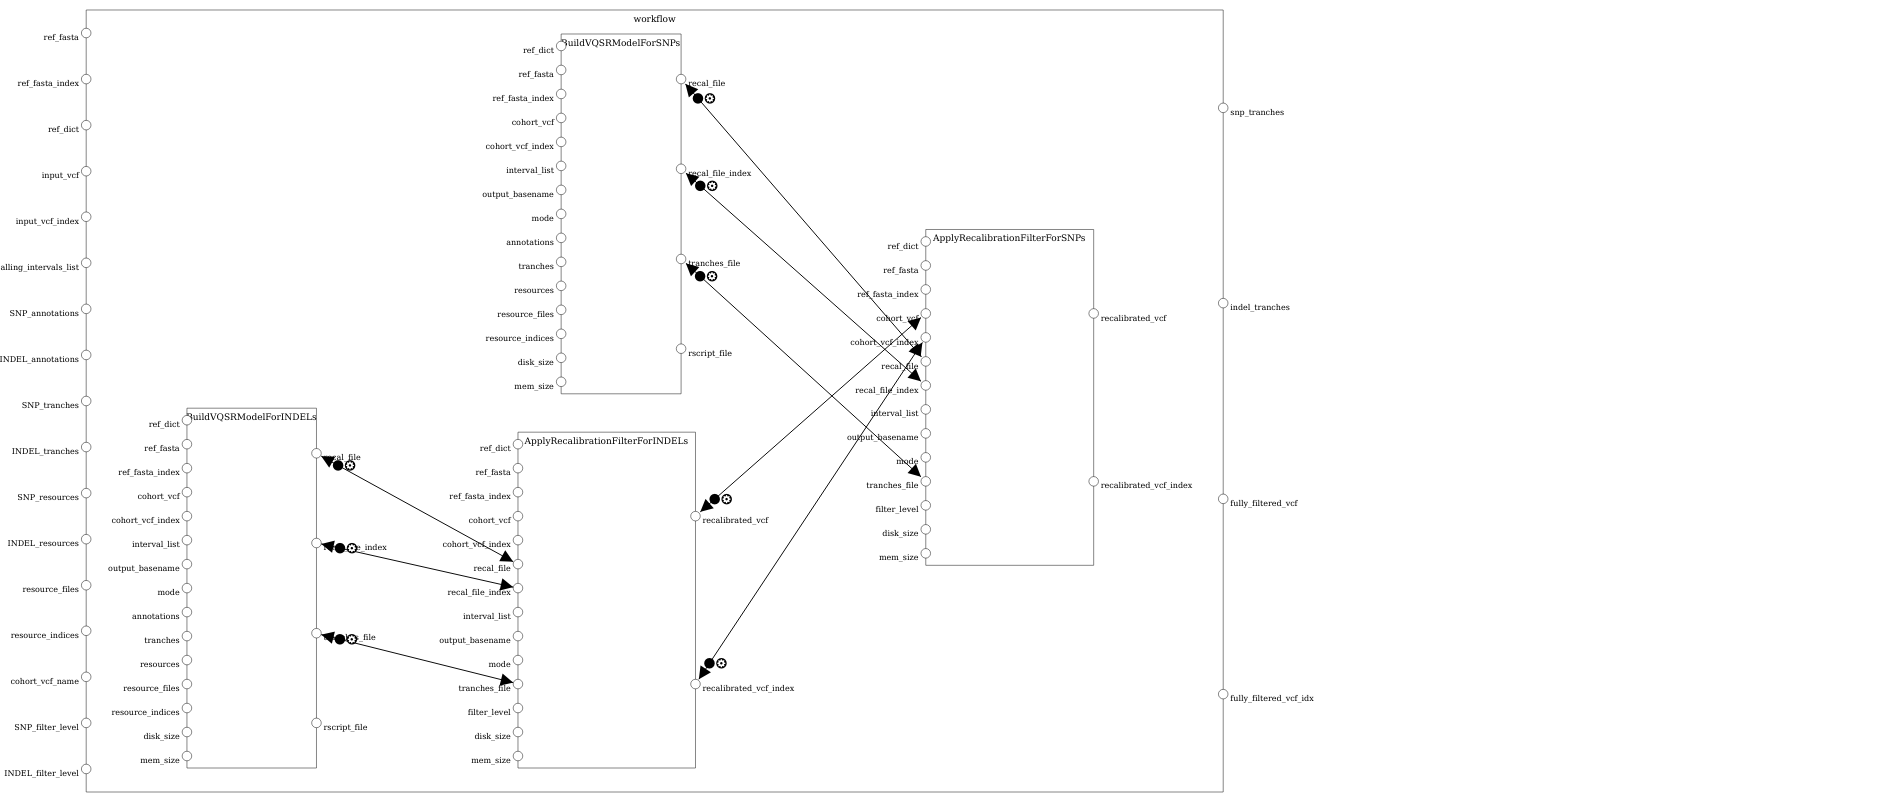 workflow
ref_fasta
ref_fasta_index
ref_dict
input_vcf
input_vcf_index
alling_intervals_list
SNP_annotations
INDEL_annotations
SNP_tranches
INDEL_tranches
SNP_resources
INDEL_resources
resource_files
resource_indices
cohort_vcf_name
SNP_filter_level
INDEL_filter_level
BuildVQSRModelForINDELs
ref_dict
ref_fasta
ref_fasta_index
cohort_vcf
cohort_vcf_index
interval_list
output_basename
mode
annotations
tranches
resources
resource_files
resource_indices
disk_size
mem_size
rscript_file
BuildVQSRModelForSNPs
ref_dict
ref_fasta
ref_fasta_index
cohort_vcf
cohort_vcf_index
interval_list
output_basename
mode
annotations
tranches
resources
resource_files
resource_indices
disk_size
mem_size
recal_file
recal_file_index
tranches_file
rscript_file
ApplyRecalibrationFilterForINDELs
ref_dict
ref_fasta
ref_fasta_index
cohort_vcf
cohort_vcf_index
recal_file
recal_file_index
interval_list
output_basename
mode
tranches_file
filter_level
disk_size
mem_size
recalibrated_vcf
recalibrated_vcf_index
ApplyRecalibrationFilterForSNPs
ref_dict
ref_fasta
ref_fasta_index
cohort_vcf
cohort_vcf_index
recal_file
recal_file_index
interval_list
output_basename
mode
tranches_file
filter_level
disk_size
mem_size
recalibrated_vcf
recalibrated_vcf_index
snp_tranches
indel_tranches
fully_filtered_vcf
fully_filtered_vcf_idx